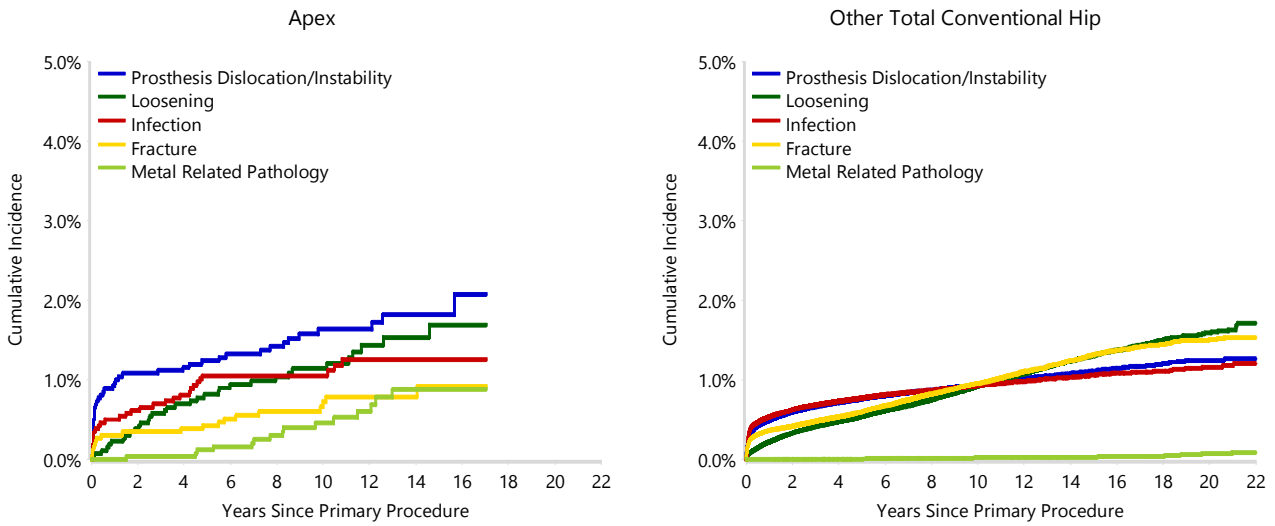 Apex
5.0%
Prosthesis Dislocation/Instability
Loosening
4.0%
Infection
Fracture
Metal Related Pathology
3.0%
2.0%
1.0%
0.0%
Cumulative Incidence
0 2 4 6 8 10 12 14 16 18 20 22
Years Since Primary Procedure
Other Total Conventional Hip
5.0%
Prosthesis Dislocation/Instability
Loosening
4.0%
Infection
Fracture
Metal Related Pathology
3.0%
2.0%
1.0%
0.0%
Cumulative Incidence
0 2 4 6 8 10 12 14 16 18 20 22
Years Since Primary Procedure